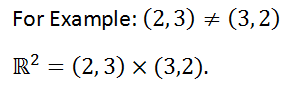 For Example: (2, 3) ≠ (3, 2)
ℝ² = (2, 3) × (3,2).